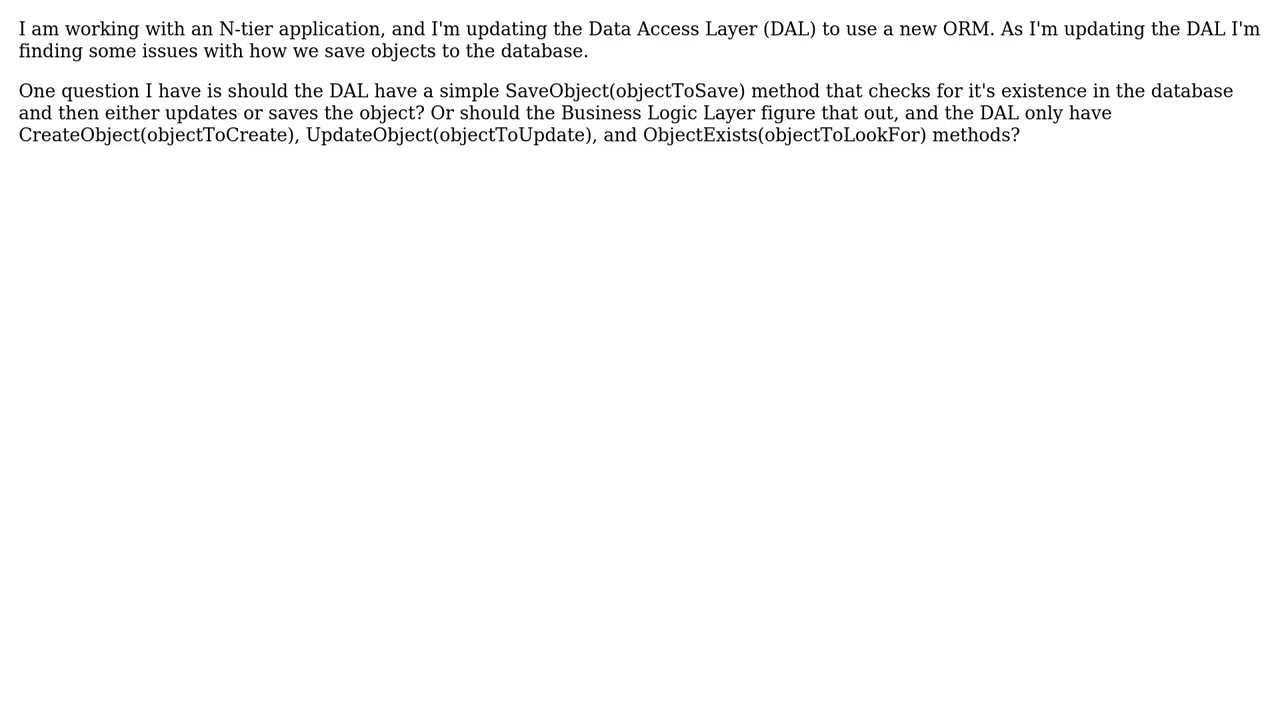 I am working with an N-tier application, and I'm updating the Data Access Layer (DAL) to use a new ORM. As I'm updating the DAL I'm
finding some issues with how we save objects to the database.
One question I have is should the DAL have a simple SaveObject(objectToSave) method that checks for it's existence in the database
and then either updates or saves the object? Or should the Business Logic Layer figure that out, and the DAL only have
CreateObject(objectToCreate), UpdateObject(objectToUpdate), and ObjectExists(objectToLookFor) methods?